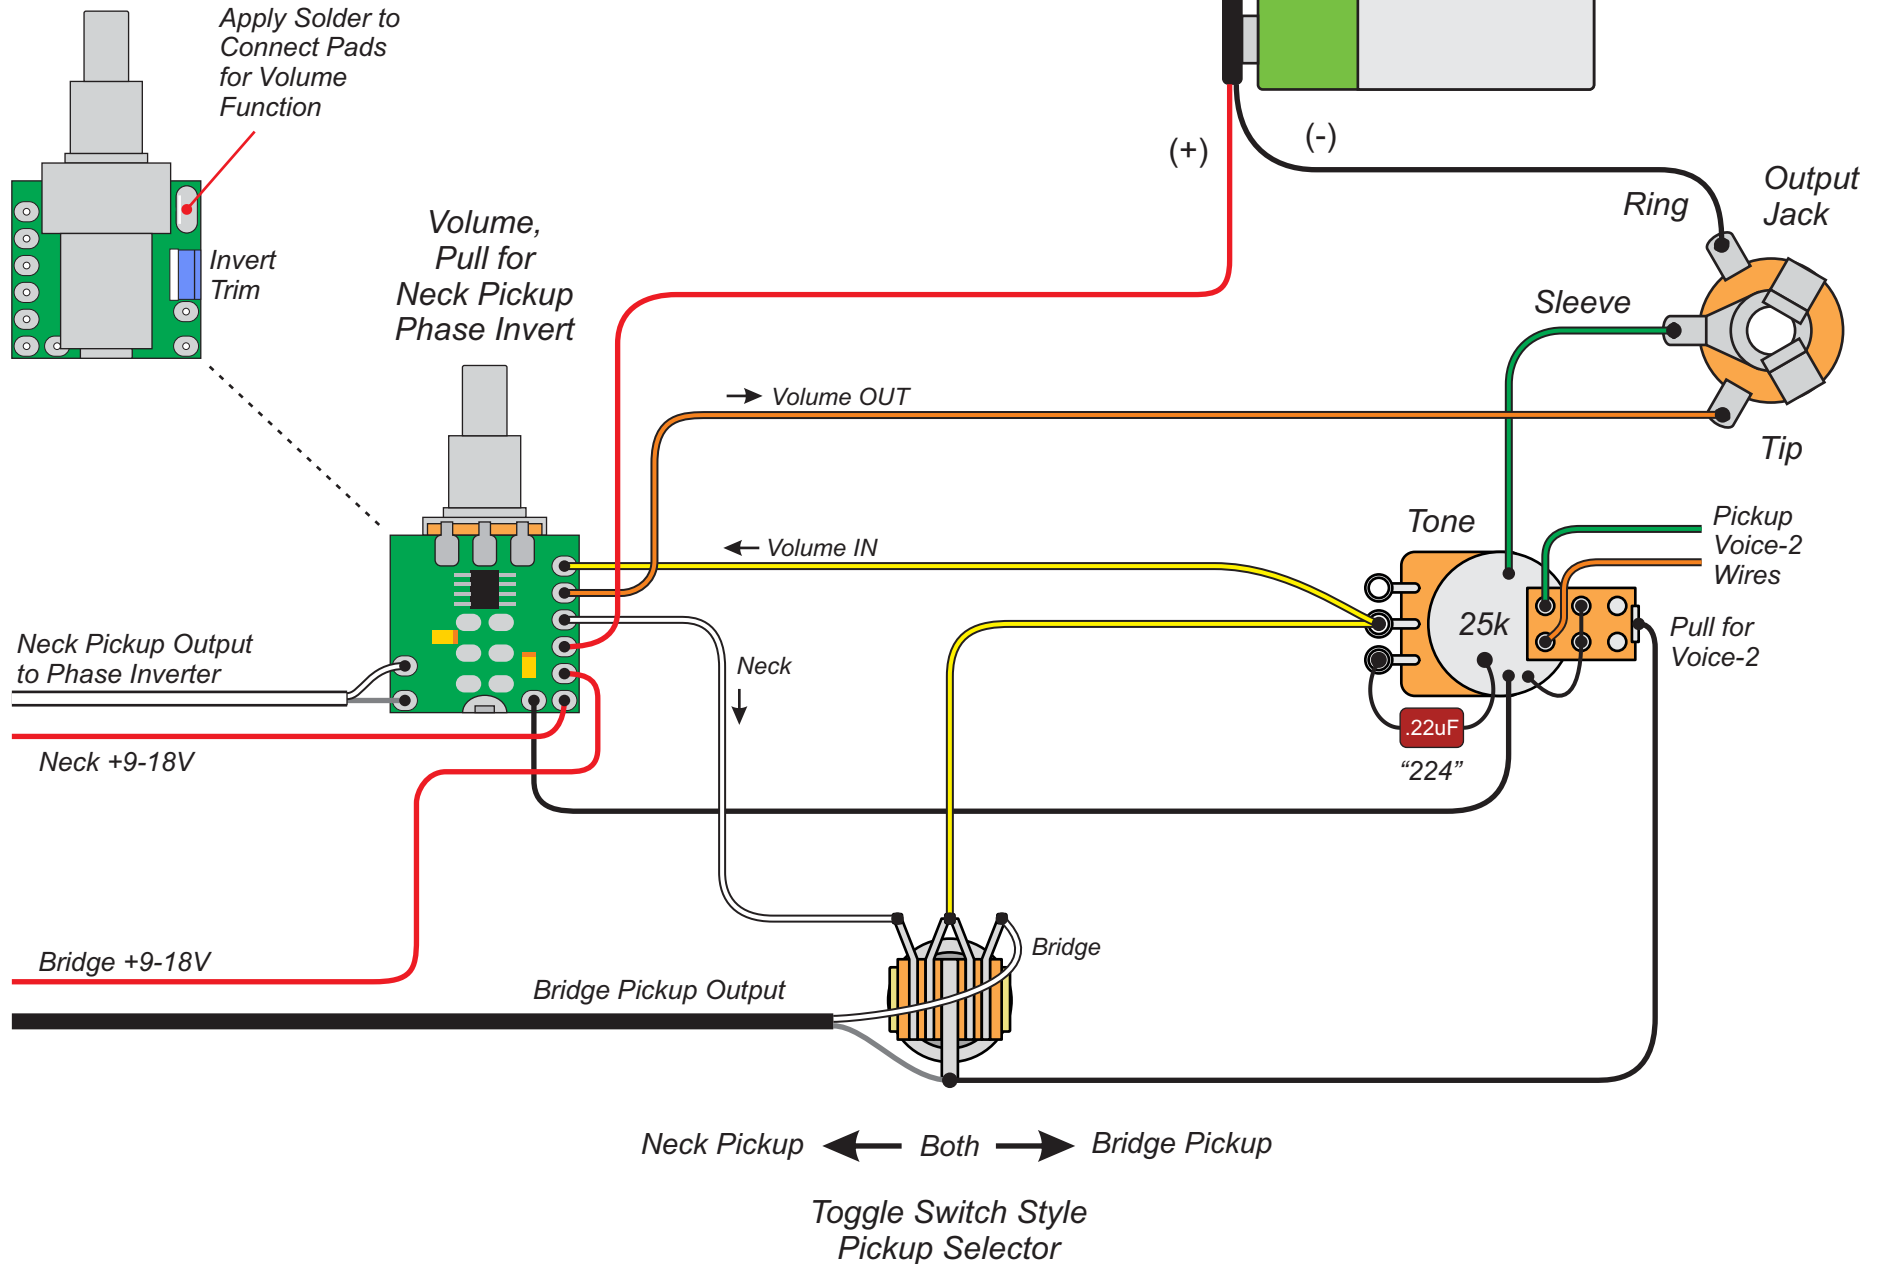 Apply Solder to
Connect Pads
for Volume
Function
Invert
Trim
Volume,
Pull for
Neck Pickup
Phase Invert
(+)
(-)
Ring
Output
Jack
Sleeve
Tip
Volume OUT
Volume IN
Tone
Pickup
Voice-2
Wires
25k
Pull for
Voice-2
.22uF
“224”
Neck Pickup Output
to Phase Inverter
Neck
Neck +9-18V
Bridge +9-18V
Bridge
Bridge Pickup Output
Neck Pickup
Both
Bridge Pickup
Toggle Switch Style
Pickup Selector